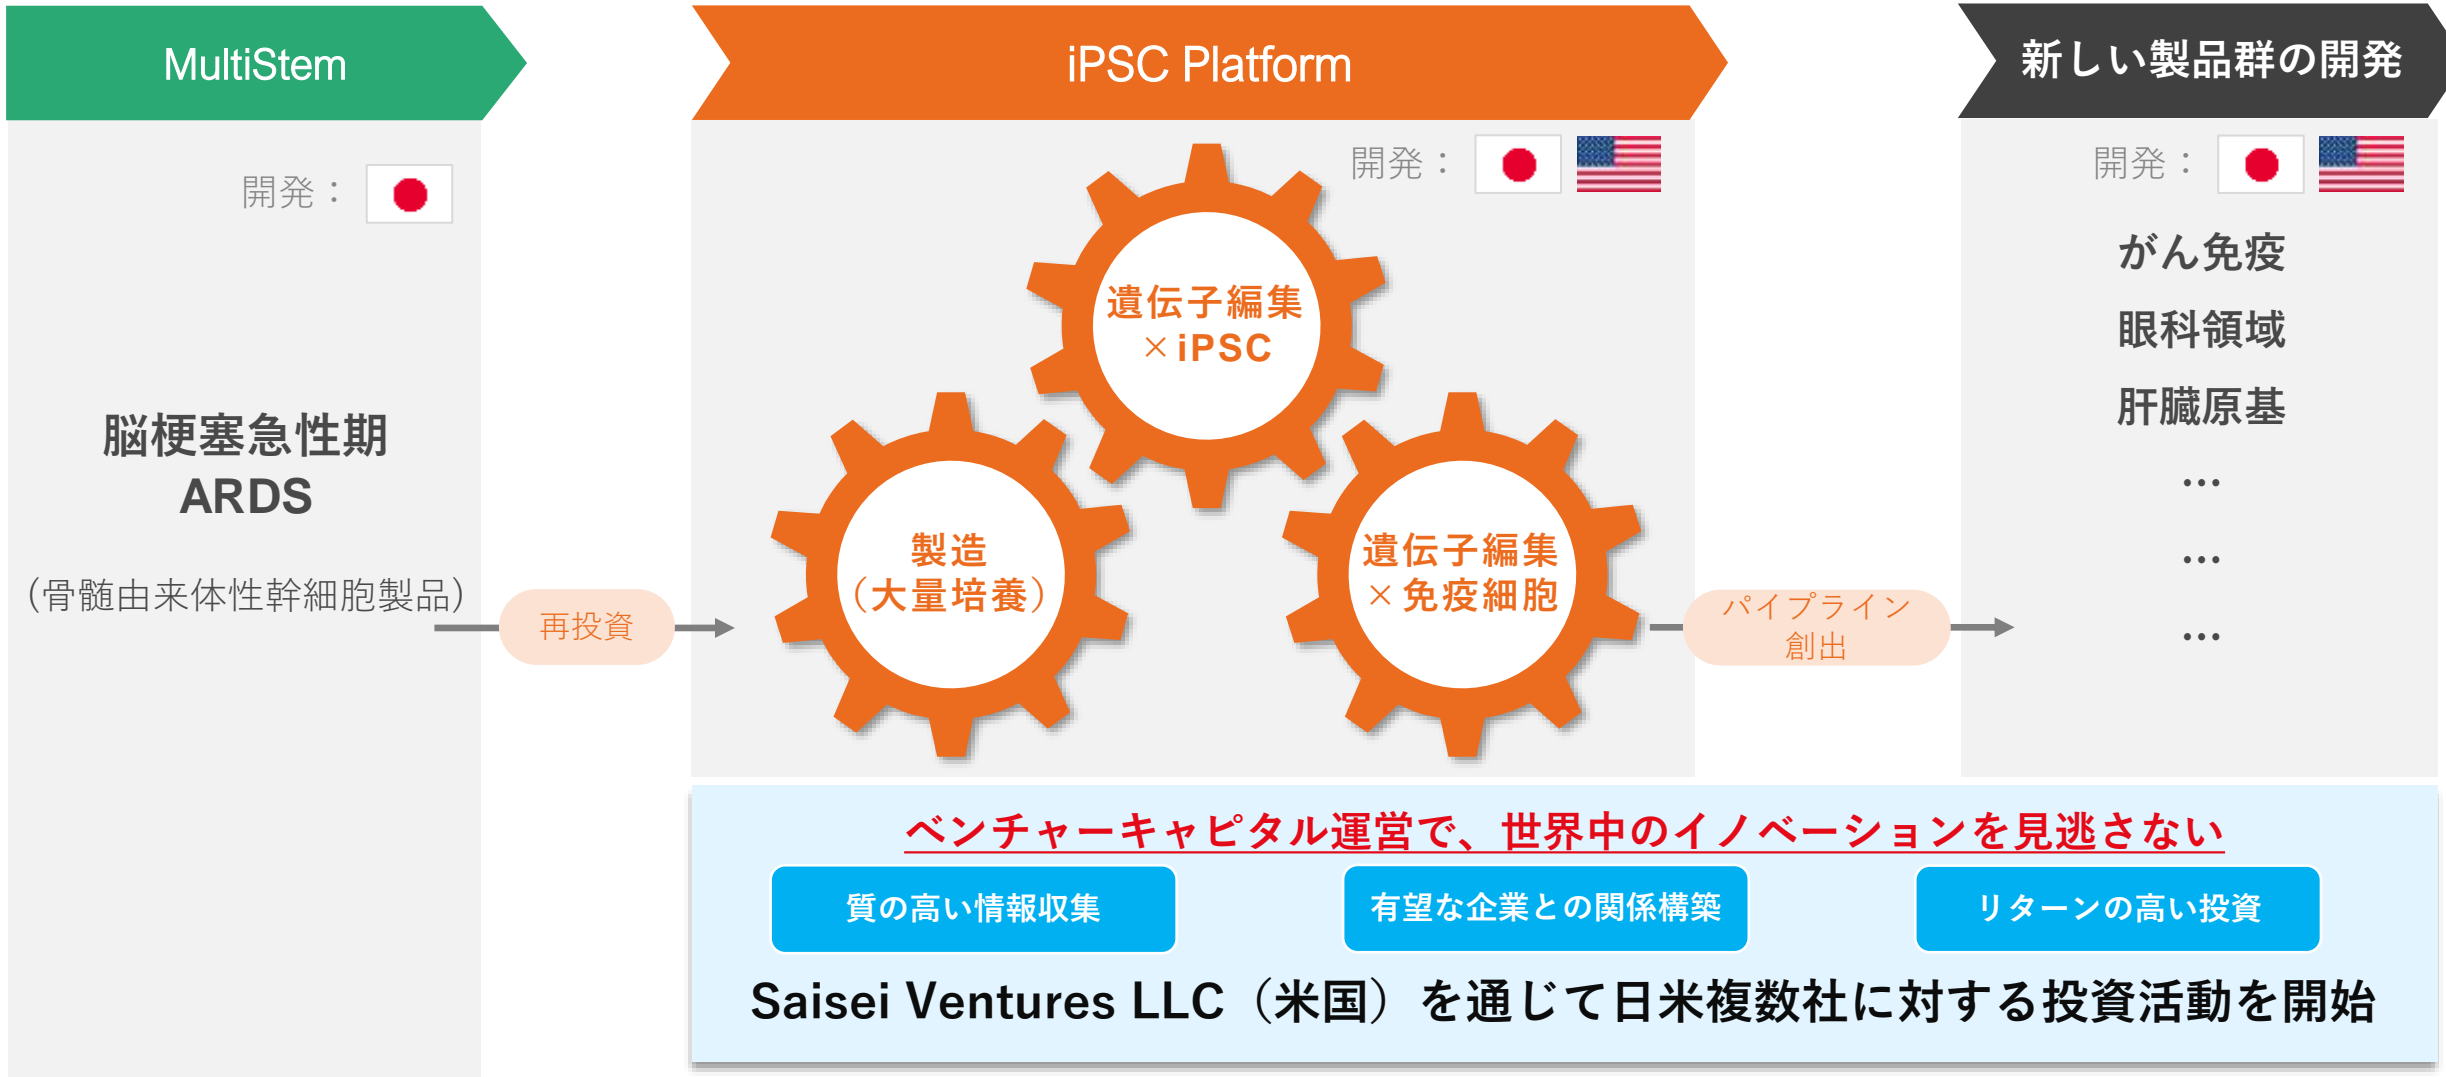 MultiStem
開発：
脳梗塞急性期
ARDS
（骨髄由来体性幹細胞製品）
再投資
iPSC Platform
開発：
遺伝子編集
×iPSC
製造
（大量培養）
遺伝子編集
×免疫細胞
パイプライン
創出
新しい製品群の開発
開発：
がん免疫
眼科領域
肝臓原基
…
…
…
ベンチャーキャピタル運営で、世界中のイノベーションを見逃さない
質の高い情報収集
有望な企業との関係構築
リターンの高い投資
Saisei Ventures LLC（米国）を通じて日米複数社に対する投資活動を開始